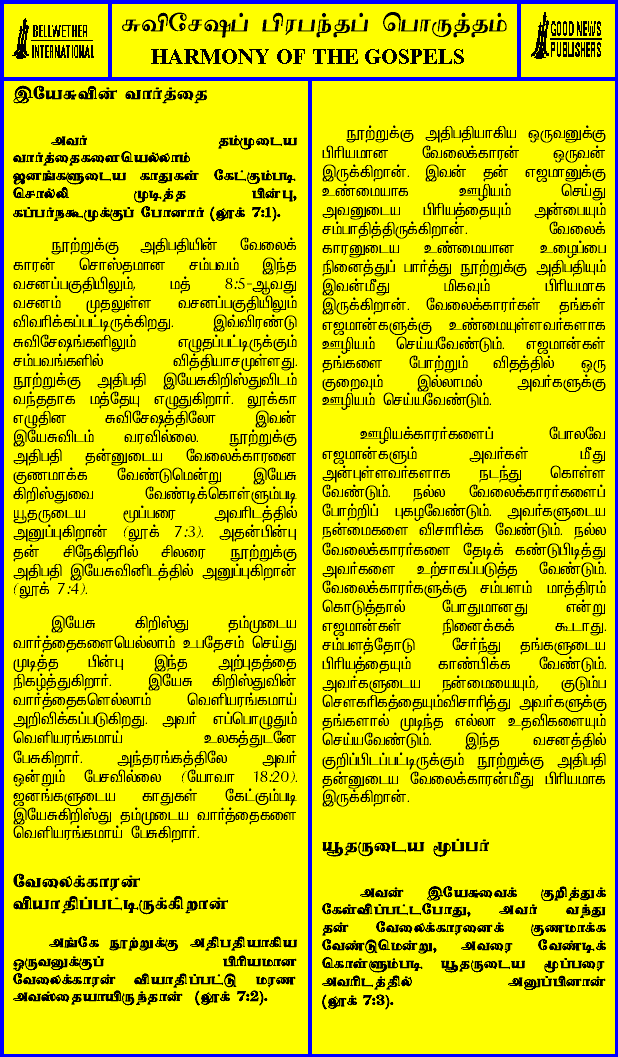 BELLWETHER
INTERNATIONAL
சுவிசேஷப் பிரபந்தப் பொருத்தம்
HARMONY OF THE GOSPELS
GOOD NEWS
PUBLISHERS
இயேசுவின் வார்த்தை
அவர் தம்முடைய
வார்த்தைகளையெல்லாம்
ஜனங்களுடைய காதுகள் கேட்கும்படி
சொல்லி முடித்த பின்பு,
கப்பர்நகூமுக்குப் போனார் (லூக் 7:1).
நூற்றுக்கு அதிபதியின் வேலைக்
காரன் சொஸ்தமான சம்பவம் இந்த
வசனப்பகுதியிலும், மத் 8:5-ஆவது
வசனம் முதலுள்ள வசனப்பகுதியிலும்
விவரிக்கப்பட்டிருக்கிறது. இவ்விரண்டு
சுவிசேஷங்களிலும் எழுதப்பட்டிருக்கும்
சம்பவங்களில் வித்தியாசமுள்ளது.
நூற்றுக்கு அதிபதி இயேசுகிறிஸ்துவிடம்
வந்ததாக மத்தேயு எழுதுகிறார். லூக்கா
எழுதின சுவிசேஷத்திலோ இவன்
இயேசுவிடம் வரவில்லை. நூற்றுக்கு
அதிபதி தன்னுடைய வேலைக்காரனை
குணமாக்க வேண்டுமென்று இயேசு
கிறிஸ்துவை வேண்டிக்கொள்ளும்படி
யூதருடைய மூப்பரை அவரிடத்தில்
அனுப்புகிறான் (லூக் 7:3). அதன்பின்பு
தன் சிநேகிதரில் சிலரை நூற்றுக்கு
அதிபதி இயேசுவினிடத்தில் அனுப்புகிறான்
(லூக் 7:4).
இயேசு கிறிஸ்து தம்முடைய
வார்த்தைகளையெல்லாம் உபதேசம் செய்து
முடித்த பின்பு இந்த அற்புதத்தை
நிகழ்த்துகிறார். இயேசு கிறிஸ்துவின்
வார்த்தைகளெல்லாம் வெளியரங்கமாய்
அறிவிக்கப்படுகிறது. அவர் எப்பொழுதும்
வெளியரங்கமாய் உலகத்துடனே
பேசுகிறார். அந்தரங்கத்திலே அவர்
ஒன்றும் பேசவில்லை (யோவா 18:20).
ஜனங்களுடைய காதுகள் கேட்கும்படி
இயேசுகிறிஸ்து தம்முடைய வார்த்தைகளை
வெளியரங்கமாய் பேசுகிறார்.
வேலைக்காரன்
வியாதிப்பட்டிருக்கிறான்
அங்கே நூற்றுக்கு அதிபதியாகிய
ஒருவனுக்குப் பிரியமான
வேலைக்காரன் வியாதிப்பட்டு மரண
அவஸ்தையாயிருந்தான் (லூக் 7:2).
நூற்றுக்கு அதிபதியாகிய ஒருவனுக்கு
பிரியமான வேலைக்காரன் ஒருவன்
இருக்கிறான். இவன் தன் எஜமானுக்கு
உண்மையாக ஊழியம் செய்து
அவனுடைய பிரியத்தையும் அன்பையும்
சம்பாதித்திருக்கிறான். வேலைக்
காரனுடைய உண்மையான உழைப்பை
நினைத்துப் பார்த்து நூற்றுக்கு அதிபதியும்
இவன்மீது மிகவும் பிரியமாக
இருக்கிறான். வேலைக்காரர்கள் தங்கள்
எஜமான்களுக்கு உண்மையுள்ளவர்களாக
ஊழியம் செய்யவேண்டும். எஜமான்கள்
தங்களை போற்றும் விதத்தில் ஒரு
குறைவும் இல்லாமல் அவர்களுக்கு
ஊழியம் செய்யவேண்டும்.
ஊழியக்காரர்களைப் போலவே
எஜமான்களும் அவர்கள் மீது
அன்புள்ளவர்களாக நடந்து கொள்ள
வேண்டும். நல்ல வேலைக்காரர்களைப்
போற்றிப் புகழவேண்டும். அவர்களுடைய
நன்மைகளை விசாரிக்க வேண்டும். நல்ல
வேலைக்காரர்களை தேடிக் கண்டுபிடித்து
அவர்களை உற்சாகப்படுத்த வேண்டும்.
வேலைக்காரர்களுக்கு சம்பளம் மாத்திரம்
கொடுத்தால் போதுமானது என்று
எஜமான்கள் நினைக்கக் கூடாது.
சம்பளத்தோடு சேர்ந்து தங்களுடைய
பிரியத்தையும் காண்பிக்க வேண்டும்.
அவர்களுடைய நன்மையையும், குடும்ப
சௌகரிகத்தையும்விசாரித்து அவர்களுக்கு
தங்களால் முடிந்த எல்லா உதவிகளையும்
செய்யவேண்டும். இந்த வசனத்தில்
குறிப்பிடப்பட்டிருக்கும் நூற்றுக்கு அதிபதி
தன்னுடைய வேலைக்காரன்மீது பிரியமாக
இருக்கிறான்.
யூதருடைய மூப்பர்
அவன் இயேசுவைக் குறித்துக்
கேள்விப்பட்டபோது, அவர் வந்து
தன் வேலைக்காரனைக் குணமாக்க
வேண்டுமென்று, அவரை வேண்டிக்
கொள்ளும்படி யூதருடைய மூப்பரை
அவரிடத்தில் அனுப்பினான்
(லூக் 7:3).